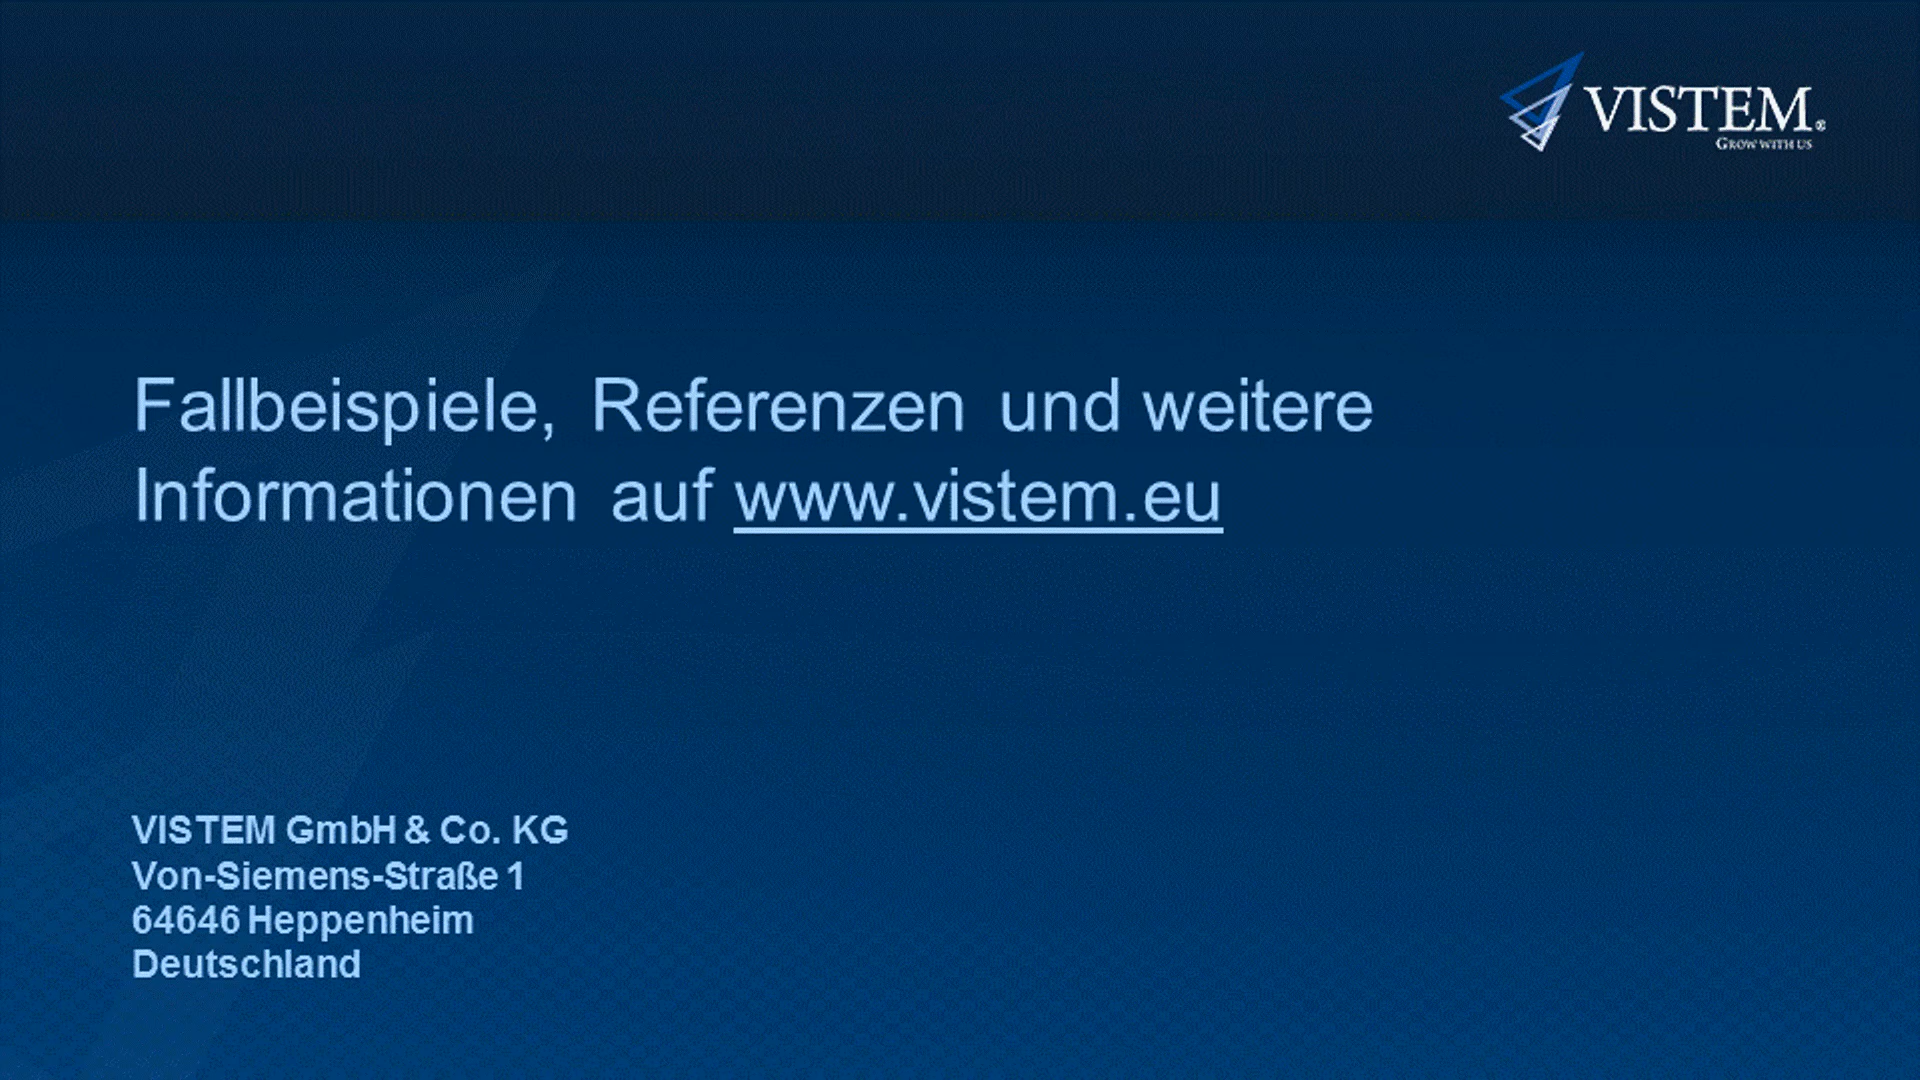 VISTEM®
GROW WITH US
Fallbeispiele, Referenzen und weitere
Informationen auf www.vistem.eu
VISTEM GmbH & Co. KG
Von-Siemens-Straße 1
64646 Heppenheim
Deutschland